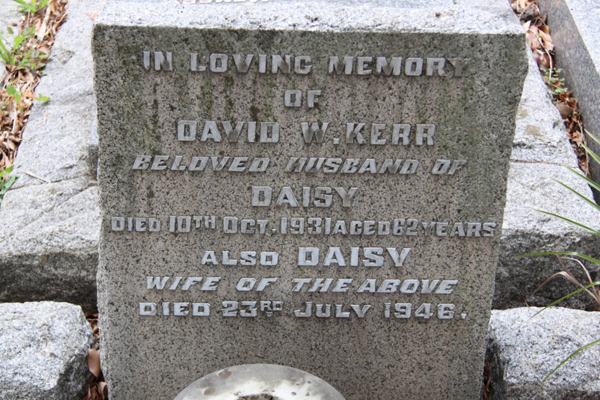 IN LOVING MEMORY
OF
DAVID W. KERR
BELOVED HUSBAND OF
DAISY
DIED 10TH OCT. 1931 AGED 62 YEARS
ALSO DAISY
WIFE OF THE ABOVE
DIED 23RD JULY 1946.